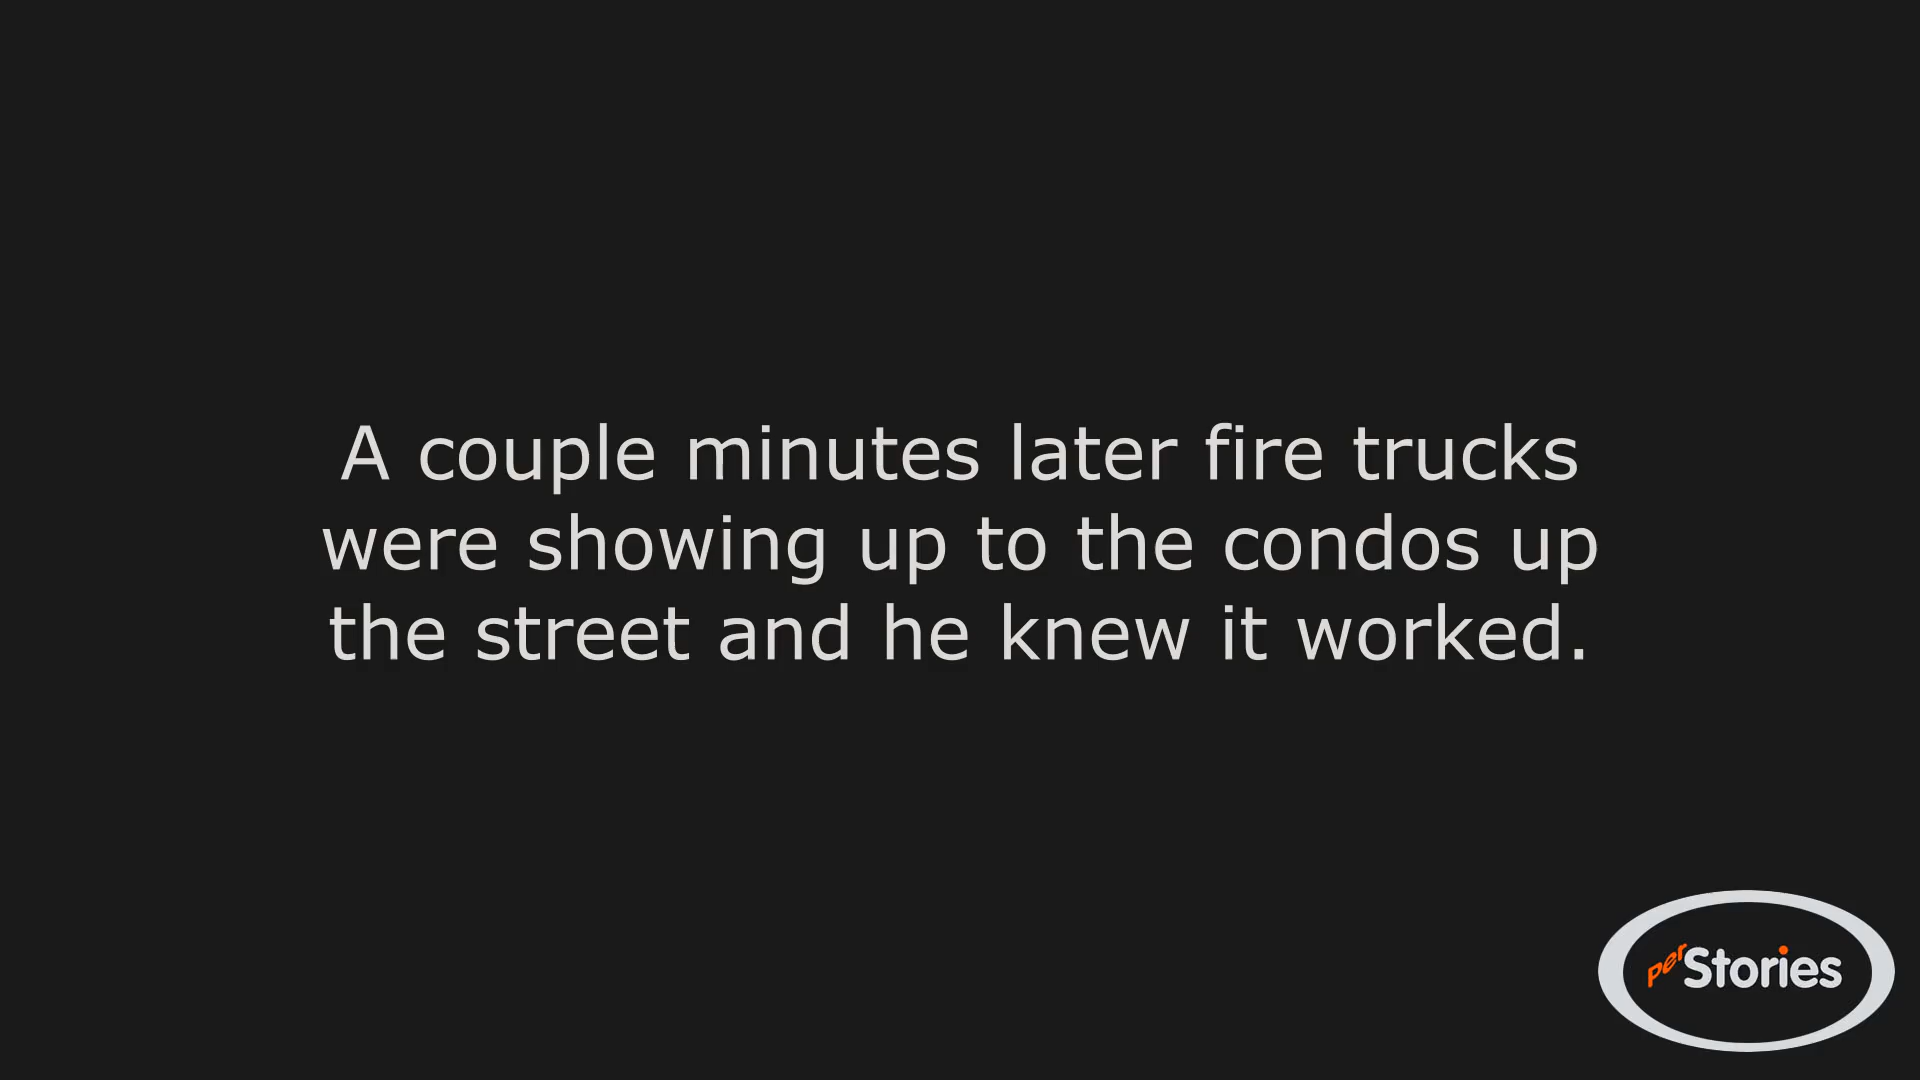 A couple minutes later fire trucks
were showing up to the condos up
the street and he knew it worked.
perStories